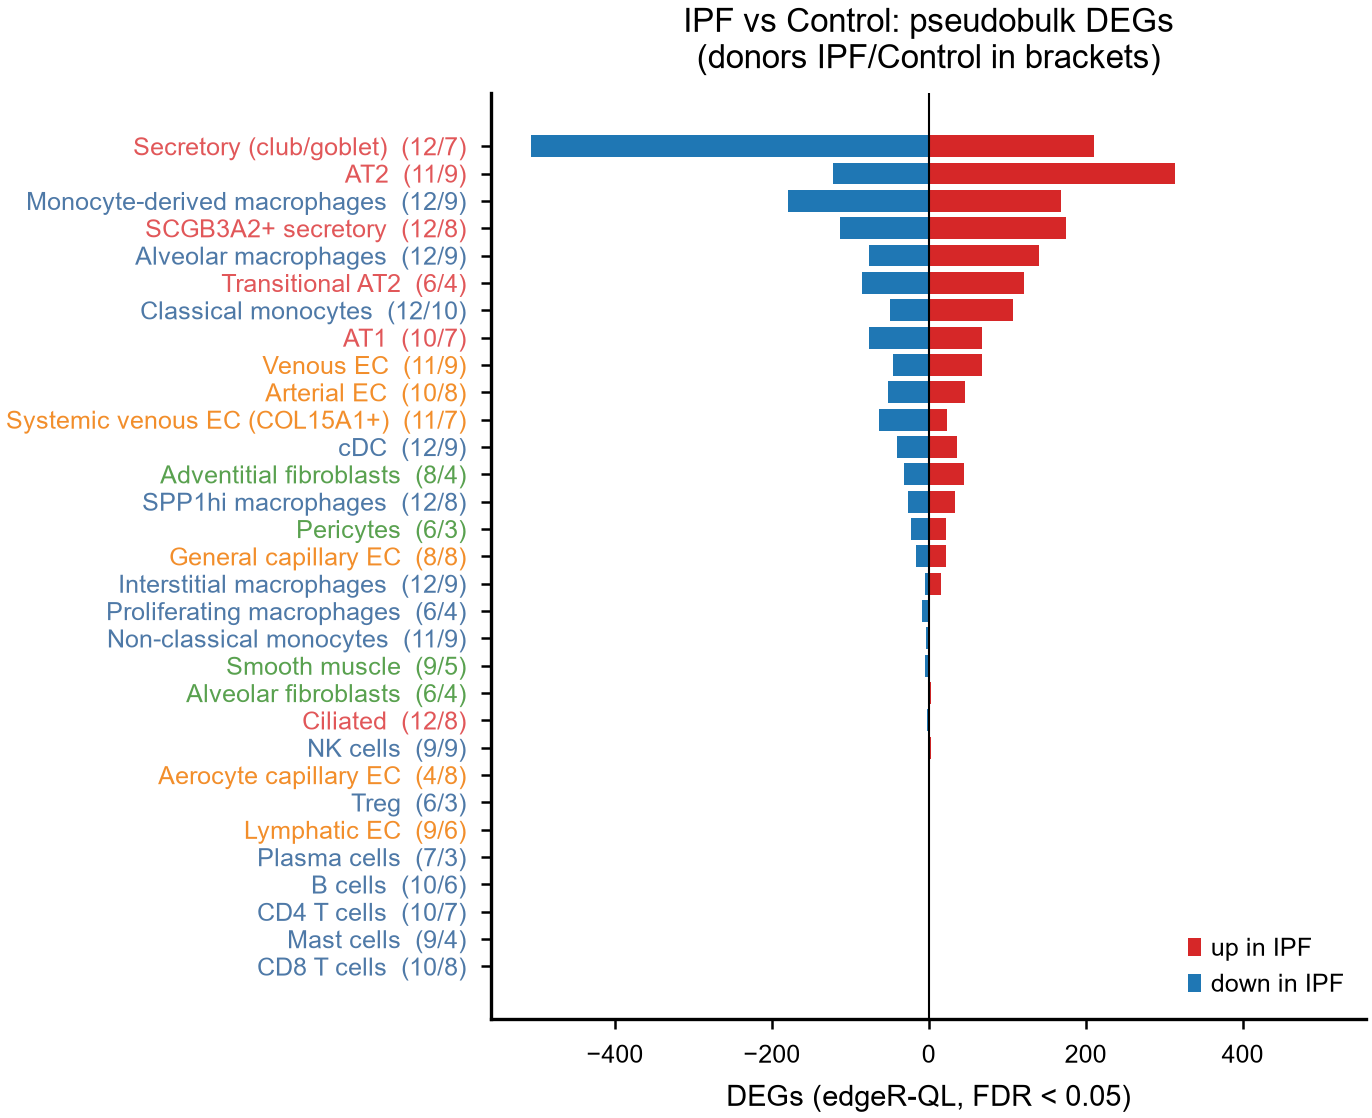 IPF vs Control: pseudobulk DEGs
(donors IPF/Control in brackets)
Secretory (club/goblet) (12/7)
AT2 (11/9)
Monocyte-derived macrophages (12/9)
SCGB3A2+ secretory (12/8)
Alveolar macrophages (12/9)
Transitional AT2 (6/4)
Classical monocytes (12/10)
AT1 (10/7)
Venous EC (11/9)
Arterial EC (10/8)
Systemic venous EC (COL15A1+) (11/7)
cDC (12/9)
Adventitial fibroblasts (8/4)
SPP1hi macrophages (12/8)
Pericytes (6/3)
General capillary EC (8/8)
Interstitial macrophages (12/9)
Proliferating macrophages (6/4)
Non-classical monocytes (11/9)
Smooth muscle (9/5)
Alveolar fibroblasts (6/4)
Ciliated (12/8)
NK cells (9/9)
Aerocyte capillary EC (4/8)
Treg (6/3)
Lymphatic EC (9/6)
Plasma cells (7/3)
B cells (10/6)
CD4 T cells (10/7)
Mast cells (9/4)
CD8 T cells (10/8)
up in IPF
down in IPF
−400 −200 0 200 400
DEGs (edgeR-QL, FDR < 0.05)